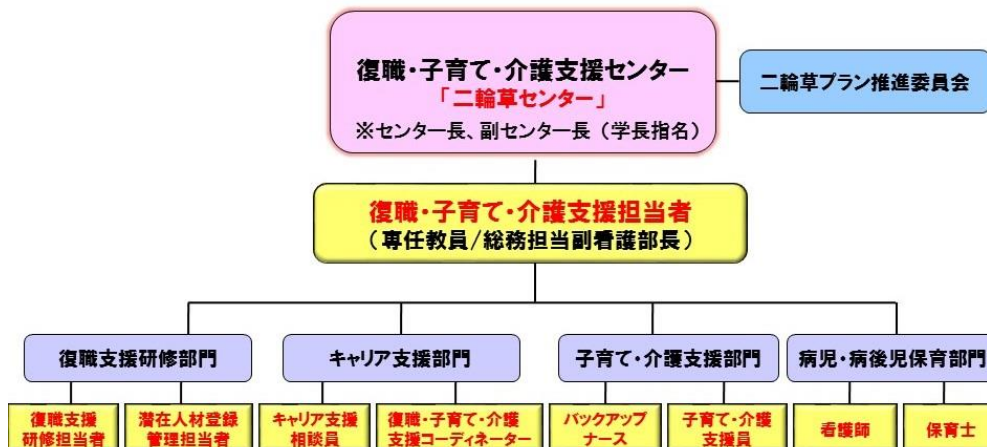 復職・子育て・介護支援センター
「二輪草センター」
※センター長、副センター長（学長指名）
二輪草プラン推進委員会
復職・子育て・介護支援担当者
（専任教員/総務担当副看護部長）
復職支援研修部門
キャリア支援部門
子育て・介護支援部門
病児・病後児保育部門
復職支援
研修担当者
潜在人材登録
管理担当者
キャリア支援
相談員
復職・子育て・介護
支援コーディネーター
バックアップ
ナース
子育て・介護
支援員
看護師
保育士